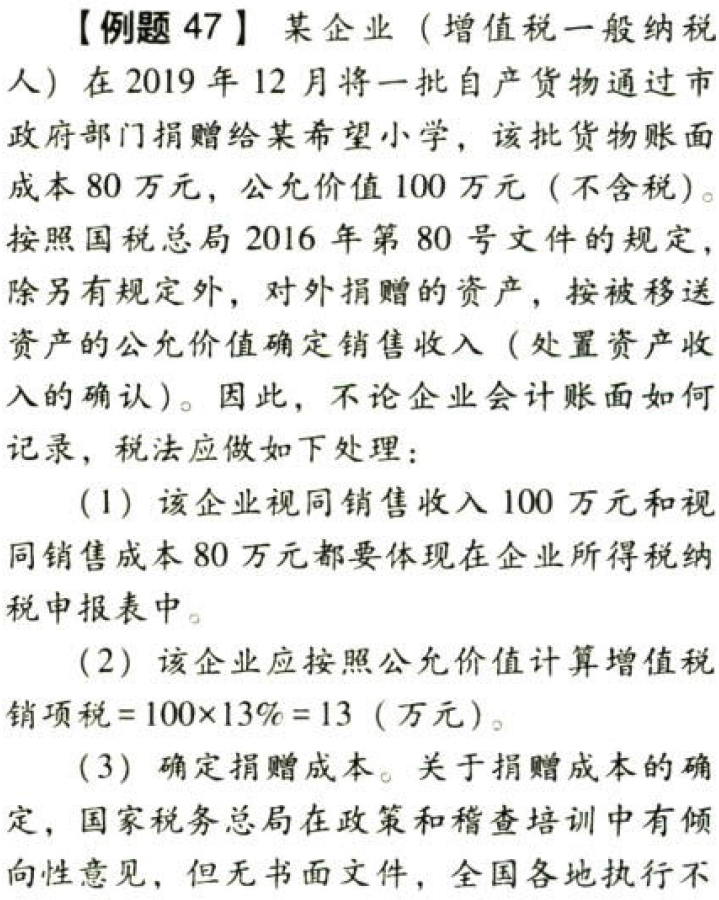 【例题 47】 某企业（增值税一般纳税
人）在 2019 年 12 月将一批自产货物通过市
政府部门捐赠给某希望小学，该批货物账面
成本 80 万元，公允价值 100 万元（不含税）。
按照国税总局 2016 年第 80 号文件的规定，
除另有规定外，对外捐赠的资产，按被移送
资产的公允价值确定销售收入（处置资产收
入的确认）。因此，不论企业会计账面如何
记录，税法应做如下处理：
（1）该企业视同销售收入 100 万元和视
同销售成本 80 万元都要体现在企业所得税纳
税申报表中。
（2）该企业应按照公允价值计算增值税
销项税=100×13%=13（万元）。
（3）确定捐赠成本。关于捐赠成本的确
定，国家税务总局在政策和稽查培训中有倾
向性意见，但无书面文件，全国各地执行不